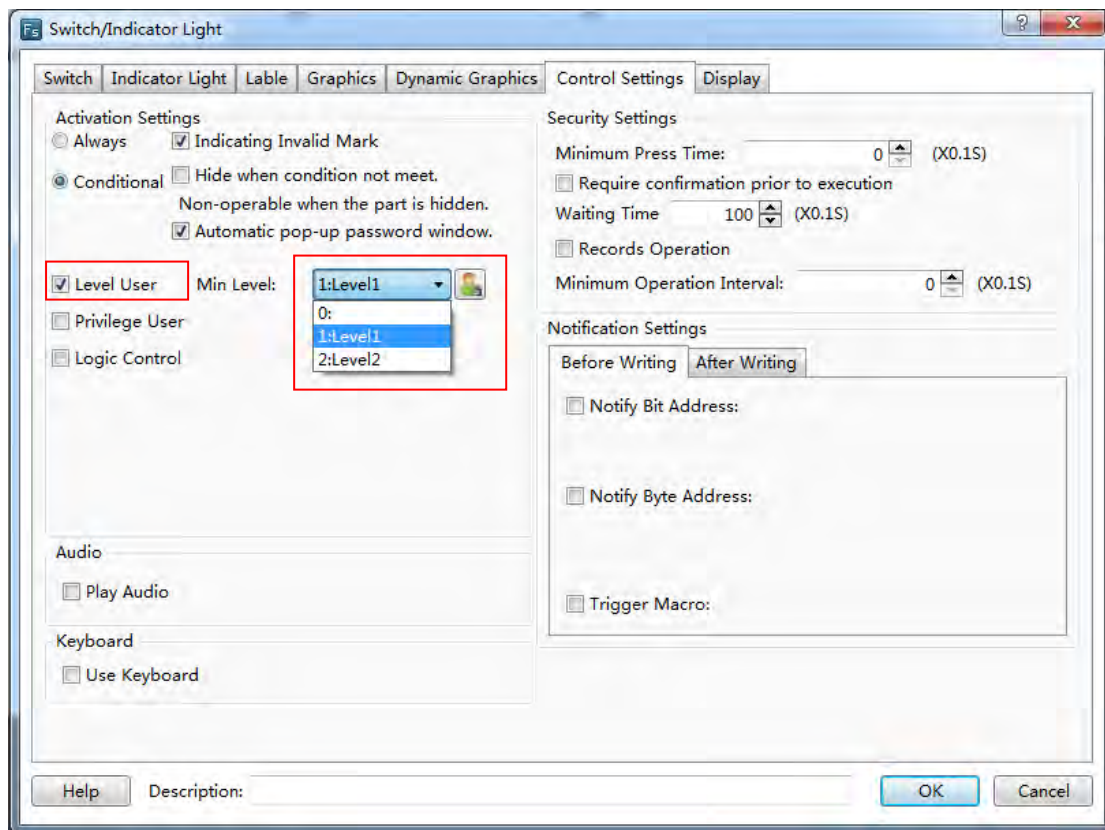 Fs Switch/Indicator Light
Switch Indicator Light Lable Graphics Dynamic Graphics Control Settings Display
Activation Settings
Always Indicating Invalid Mark
Conditional Hide when condition not meet.
Non-operable when the part is hidden.
Automatic pop-up password window.
Level User Min Level: 1:Level1
0:
1:Level1
2:Level2
Privilege User
Logic Control
Audio
Play Audio
Keyboard
Use Keyboard
Security Settings
Minimum Press Time: 0 (X0.1S)
Require confirmation prior to execution
Waiting Time 100 (X0.1S)
Records Operation
Minimum Operation Interval: 0 (X0.1S)
Notification Settings
Before Writing After Writing
Notify Bit Address:
Notify Byte Address:
Trigger Macro:
Help Description: OK Cancel